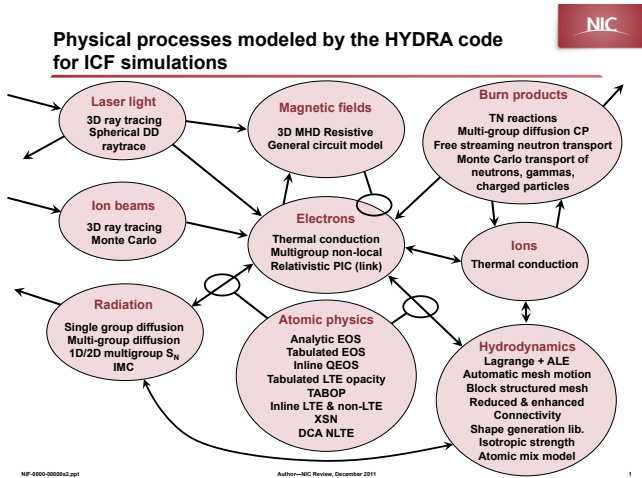 Physical processes modeled by the HYDRA code
for ICF simulations
NIC
Laser light
3D ray tracing
Spherical DD
raytrace
Magnetic fields
3D MHD Resistive
General circuit model
Burn products
TN reactions
Multi-group diffusion CP
Free streaming neutron transport
Monte Carlo transport of
neutrons, gammas,
charged particles
Ion beams
3D ray tracing
Monte Carlo
Electrons
Thermal conduction
Multigroup non-local
Relativistic PIC (link)
Ions
Thermal conduction
Radiation
Single group diffusion
Multi-group diffusion
1D/2D multigroup SN
IMC
Atomic physics
Analytic EOS
Tabulated EOS
Inline QEOS
Tabulated LTE opacity
TABOP
Inline LTE & non-LTE
XSN
DCA NLTE
Hydrodynamics
Lagrange + ALE
Automatic mesh motion
Block structured mesh
Reduced & enhanced
Connectivity
Shape generation lib.
Isotropic strength
Atomic mix model
NIF-0000-00000s2.ppt
Author—NIC Review, December 2011
1